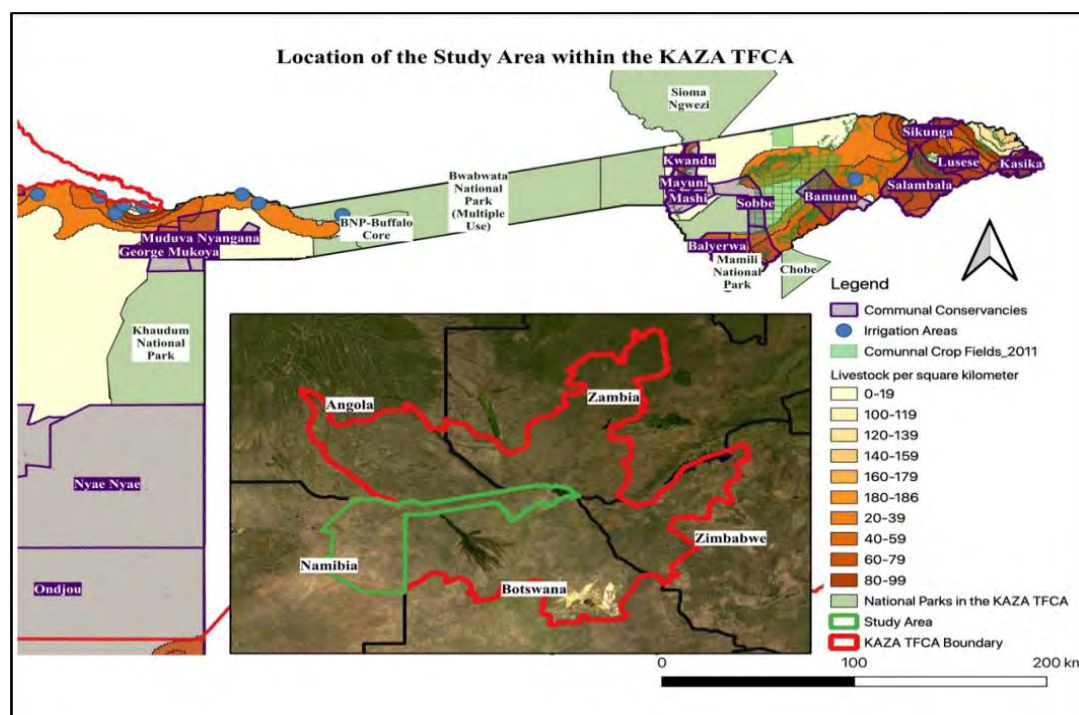 Location of the Study Area within the KAZA TFCA
Sioma
Ngwezi
Kwandu
Mayuni
Mashi
Sobbe
Bamunu
Sikunga
Lusese
Kasika
Salambala
Balyerwa
Mamili
National
Park
Chobe
Bwabwata
National
Park
(Multiple
Use)
BNP-Buffalo
Core
Muduva Nyangana
George Mukoya
Khaudum
National
Park
Nyae Nyae
Ondjou
Angola
Zambia
Namibia
Botswana
Zimbabwe
Legend
Communal Conservancies
Irrigation Areas
Comunnal Crop Fields_2011
Livestock per square kilometer
0-19
100-119
120-139
140-159
160-179
180-186
20-39
40-59
60-79
80-99
National Parks in the KAZA TFCA
Study Area
KAZA TFCA Boundary
0 100 200 km